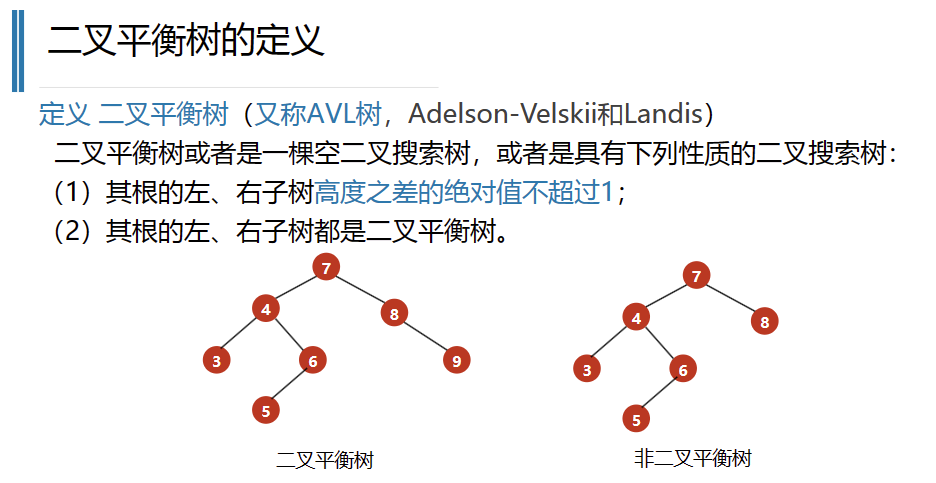 二叉平衡树的定义
定义 二叉平衡树（又称AVL树，Adelson-Velskii和Landis）
二叉平衡树或者是一棵空二叉搜索树，或者是具有下列性质的二叉搜索树：
（1）其根的左、右子树高度之差的绝对值不超过1；
（2）其根的左、右子树都是二叉平衡树。
7
4
8
3
6
9
5
二叉平衡树
7
4
8
3
6
5
非二叉平衡树